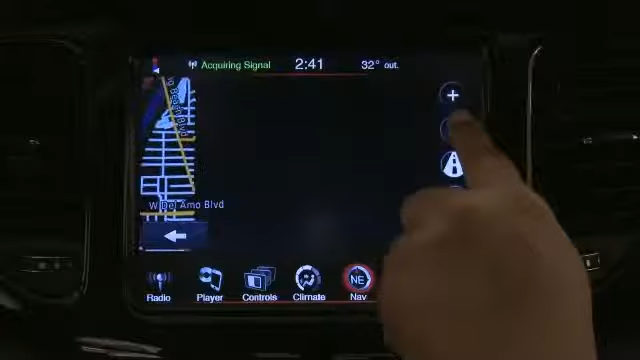 Acquiring Signal 2:41 32° out.
W Del Amo Blvd
Radio Player Controls Climate Nav
NE